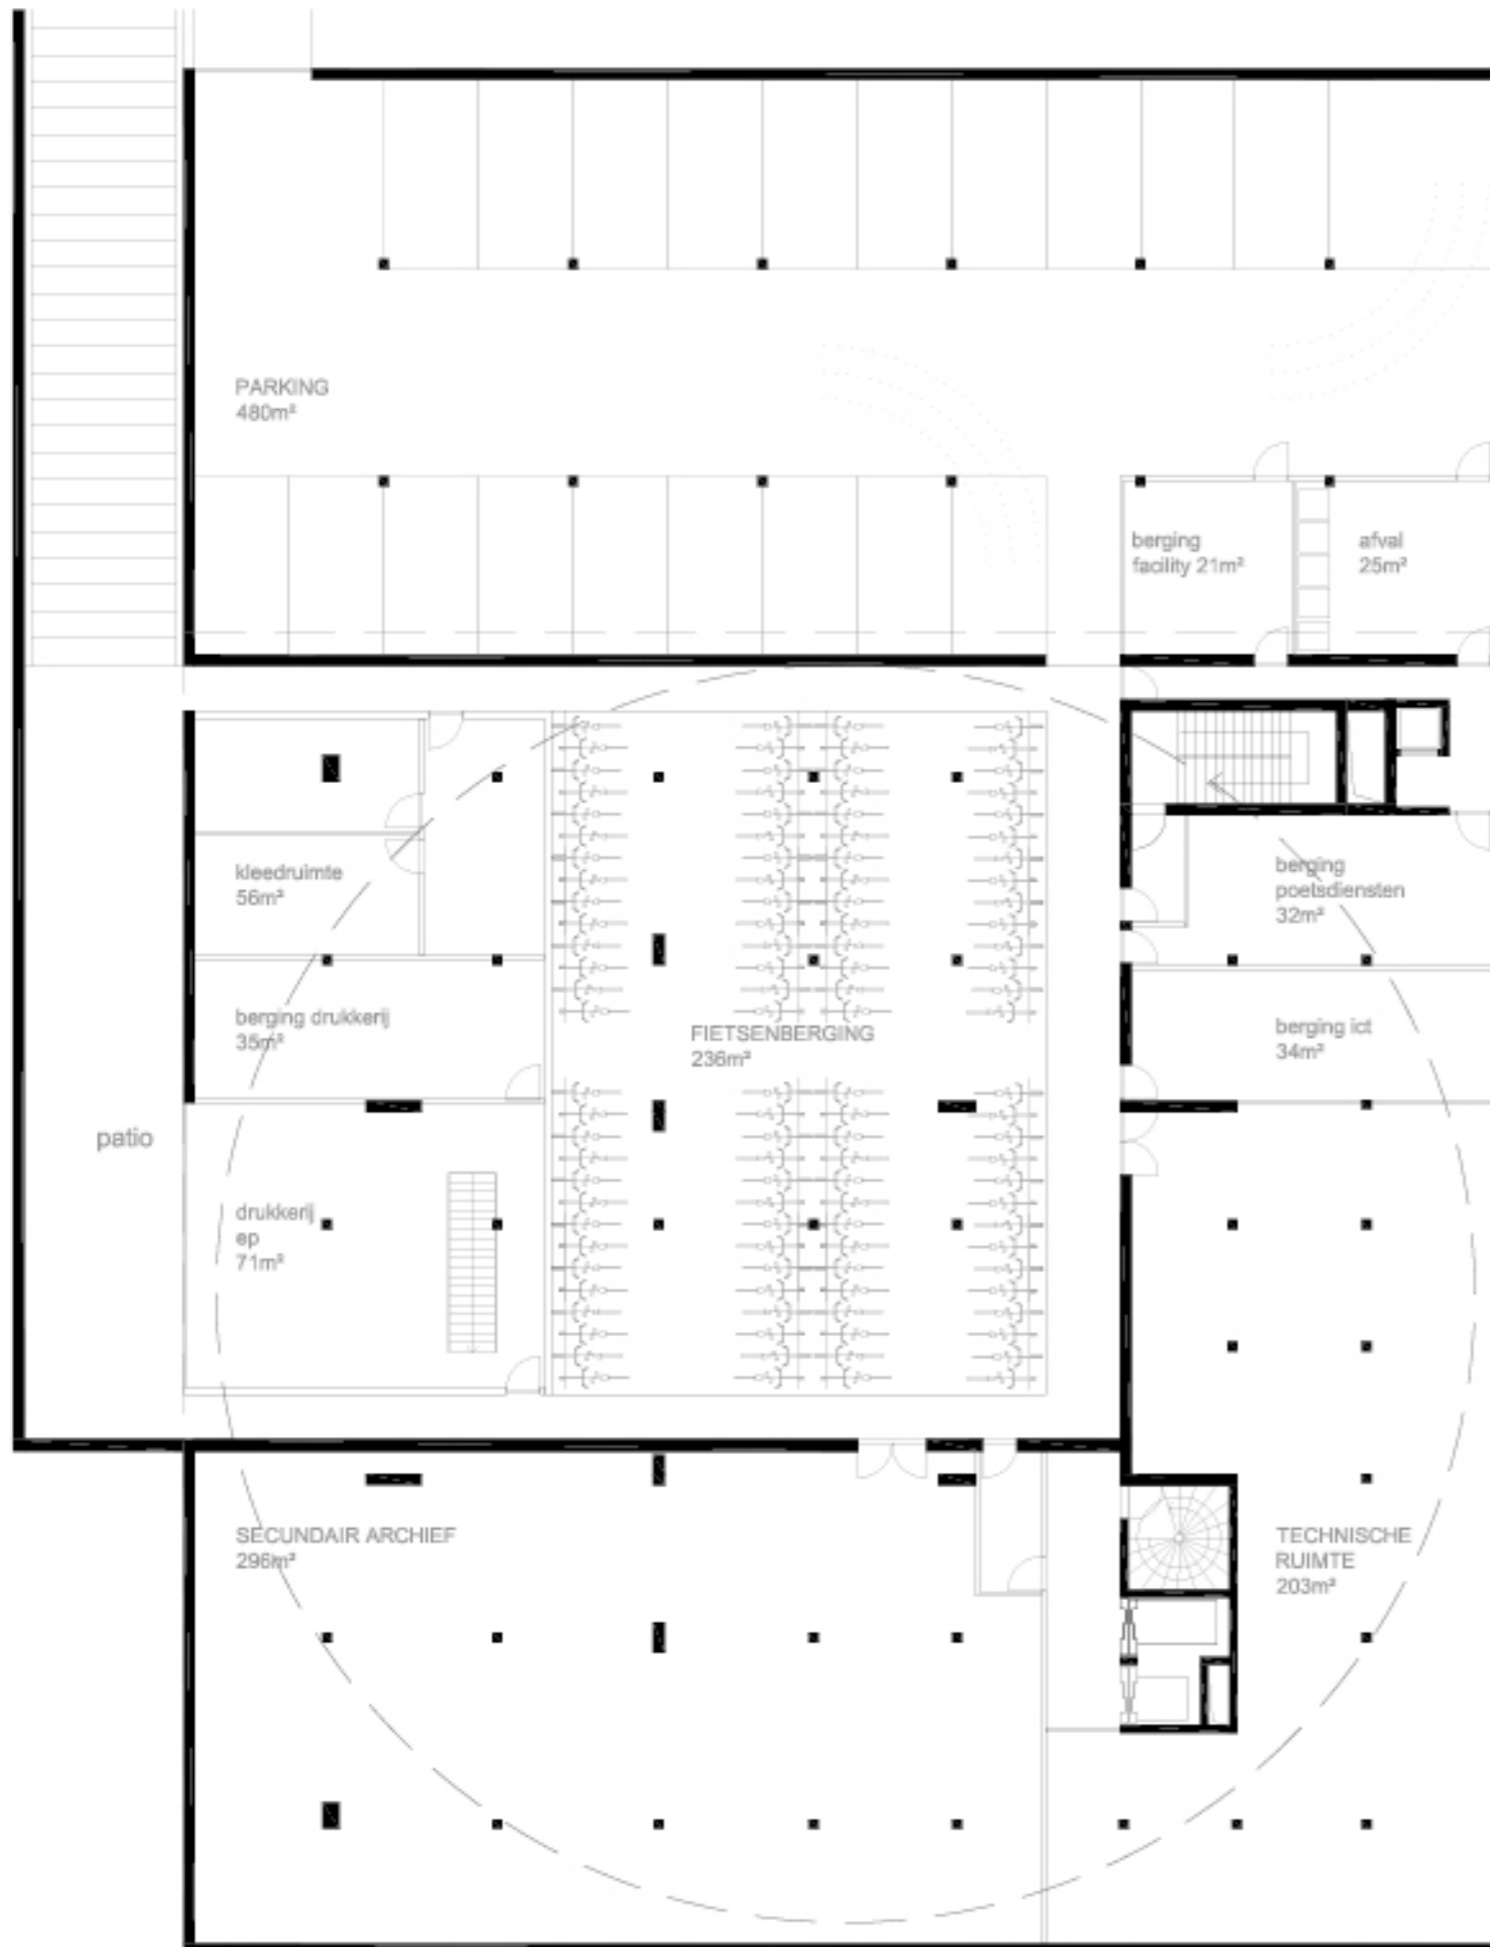 PARKING
480m²
berging
facility 21m²
afval
25m²
kleedruimte
56m²
berging
poetsdiensten
32m²
berging drukkerij
35m²
FIETSENBERGING
236m²
berging ict
34m²
patio
drukkerij
ep
71m²
SECUNDAIR ARCHIEF
296m²
TECHNISCHE
RUIMTE
203m²